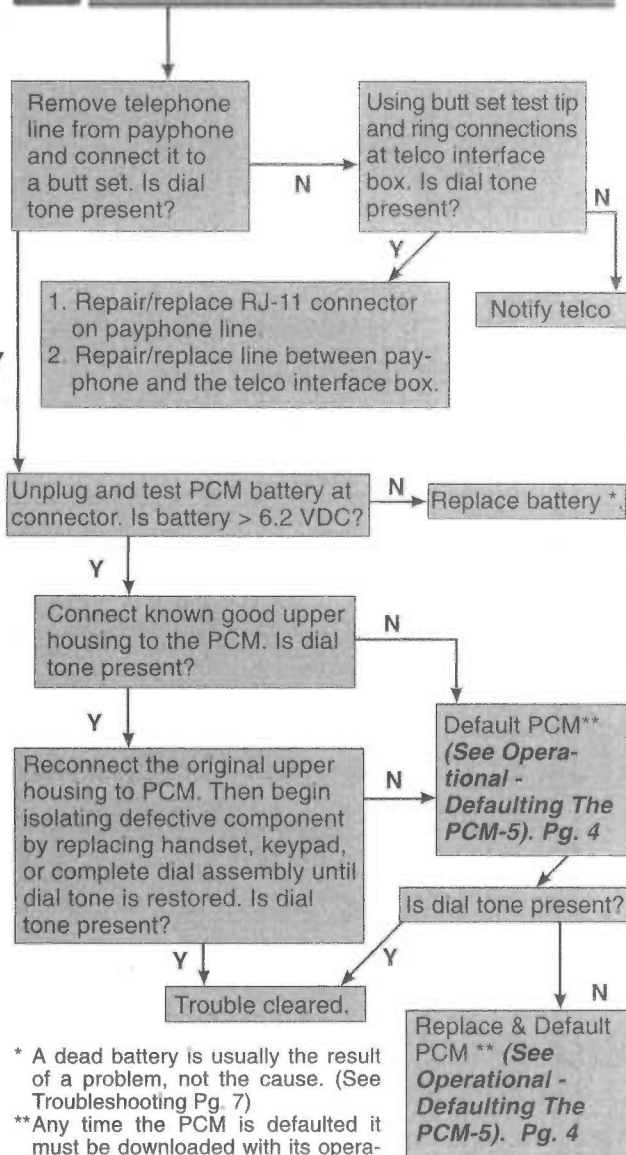 Remove telephone
line from payphone
and connect it to
a butt set. Is dial
tone present?
N
Using butt set test tip
and ring connections
at telco interface
box. Is dial tone
present?
N
Y
1. Repair/replace RJ-11 connector
on payphone line.
2. Repair/replace line between pay-
phone and the telco interface box.
Notify telco
Unplug and test PCM battery at
connector. Is battery > 6.2 VDC?
N
Replace battery *.
Y
Connect known good upper
housing to the PCM. Is dial
tone present?
N
Y
Reconnect the original upper
housing to PCM. Then begin
isolating defective component
by replacing handset, keypad,
or complete dial assembly until
dial tone is restored. Is dial
tone present?
N
Default PCM**
(See Opera-
tional -
Defaulting The
PCM-5). Pg. 4
Is dial tone present?
Y
Y
Trouble cleared.
N
Replace & Default
PCM ** (See
Operational -
Defaulting The
PCM-5). Pg. 4
* A dead battery is usually the result
of a problem, not the cause. (See
Troubleshooting Pg. 7)
**Any time the PCM is defaulted it
must be downloaded with its opera-